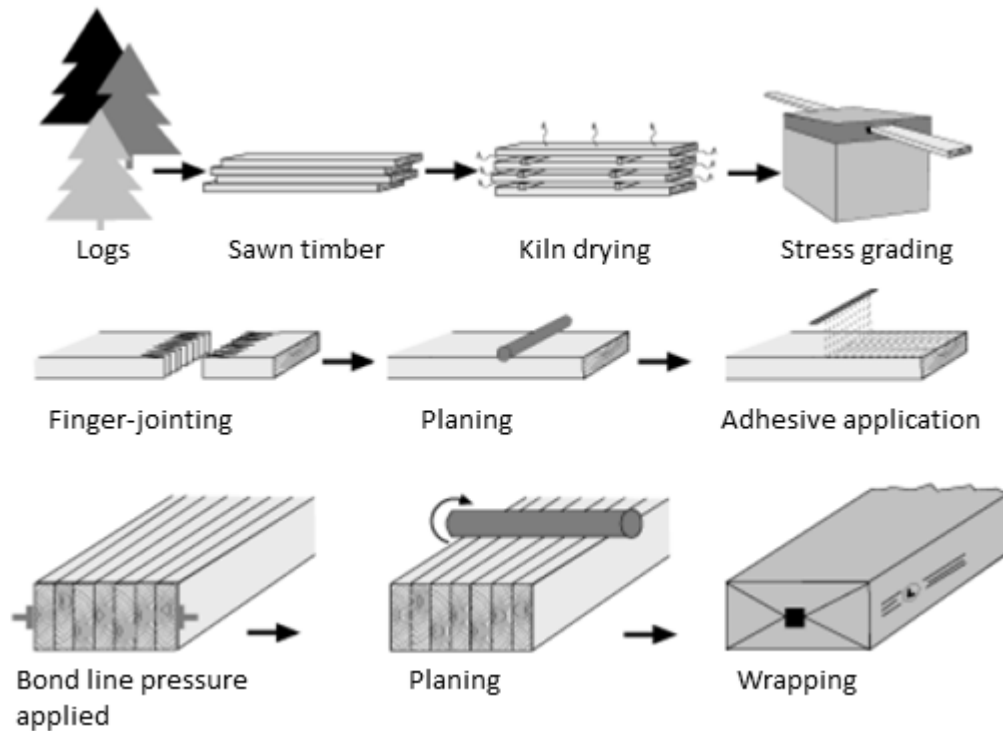 Logs
Sawn timber
Kiln drying
Stress grading
Finger-jointing
Planing
Adhesive application
Bond line pressure
applied
Planing
Wrapping